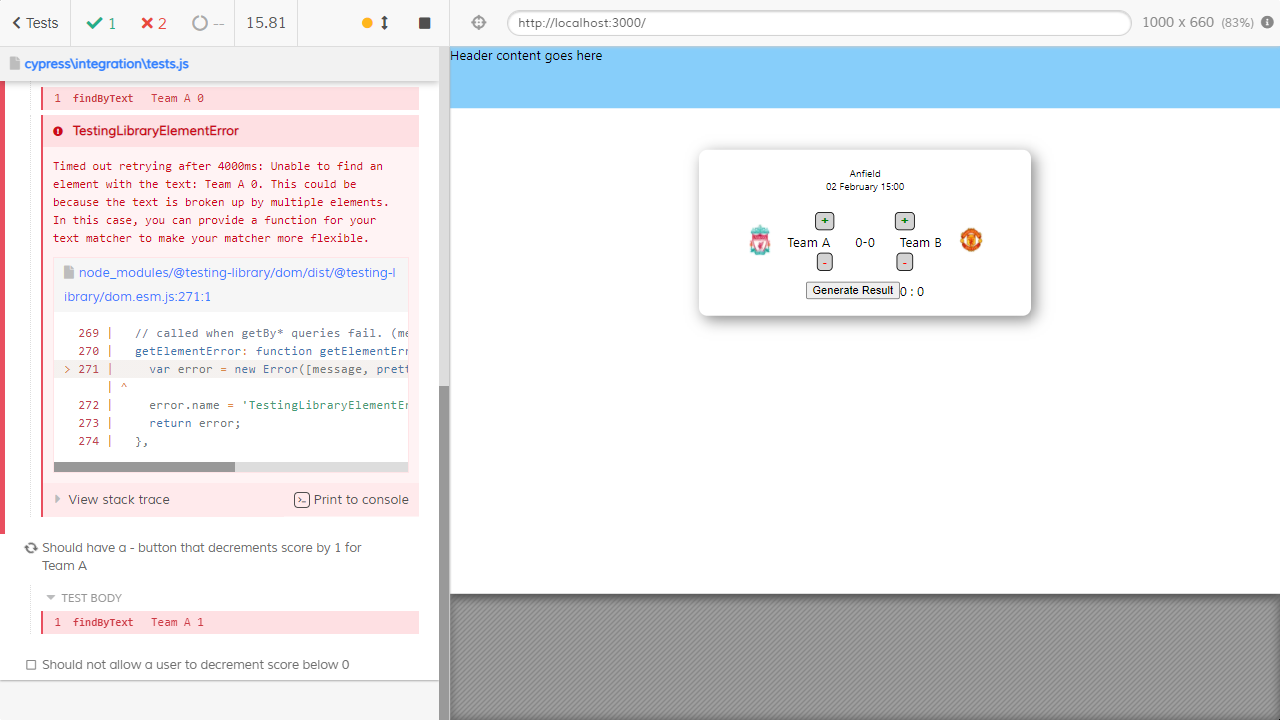 Tests
1
2
--
15.81
http://localhost:3000/
1000 x 660 (83%)
cypress\integration\tests.js
1 findByText Team A 0
TestingLibraryElementError
Timed out retrying after 4000ms: Unable to find an
element with the text: Team A 0. This could be
because the text is broken up by multiple elements.
In this case, you can provide a function for your
text matcher to make your matcher more flexible.
node_modules/@testing-library/dom/dist/@testing-l
ibrary/dom.esm.js:271:1
269 | // called when getBy* queries fail. (me
270 | getElementError: function getElementErr
> 271 | var error = new Error([message, prett
| ^
272 | error.name = 'TestingLibraryElementEr
273 | return error;
274 | },
View stack trace
Print to console
Should have a - button that decrements score by 1 for
Team A
TEST BODY
1 findByText Team A 1
Should not allow a user to decrement score below 0
Header content goes here
Anfield
02 February 15:00
+ +
Team A 0-0 Team B
- -
Generate Result 0 : 0